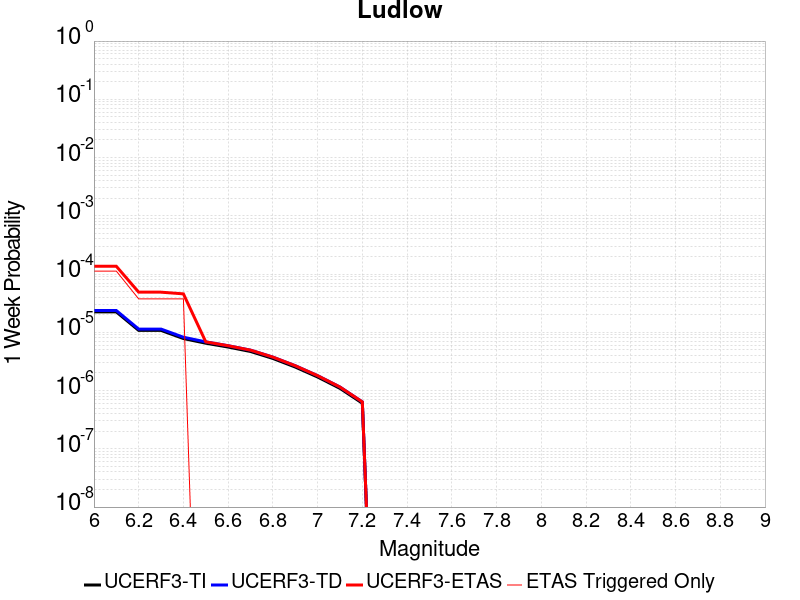 Ludlow
10^0
10^-1
10^-2
10^-3
10^-4
10^-5
10^-6
10^-7
10^-8
1 Week Probability
6 6.2 6.4 6.6 6.8 7 7.2 7.4 7.6 7.8 8 8.2 8.4 8.6 8.8 9
Magnitude
UCERF3-TI UCERF3-TD UCERF3-ETAS ETAS Triggered Only